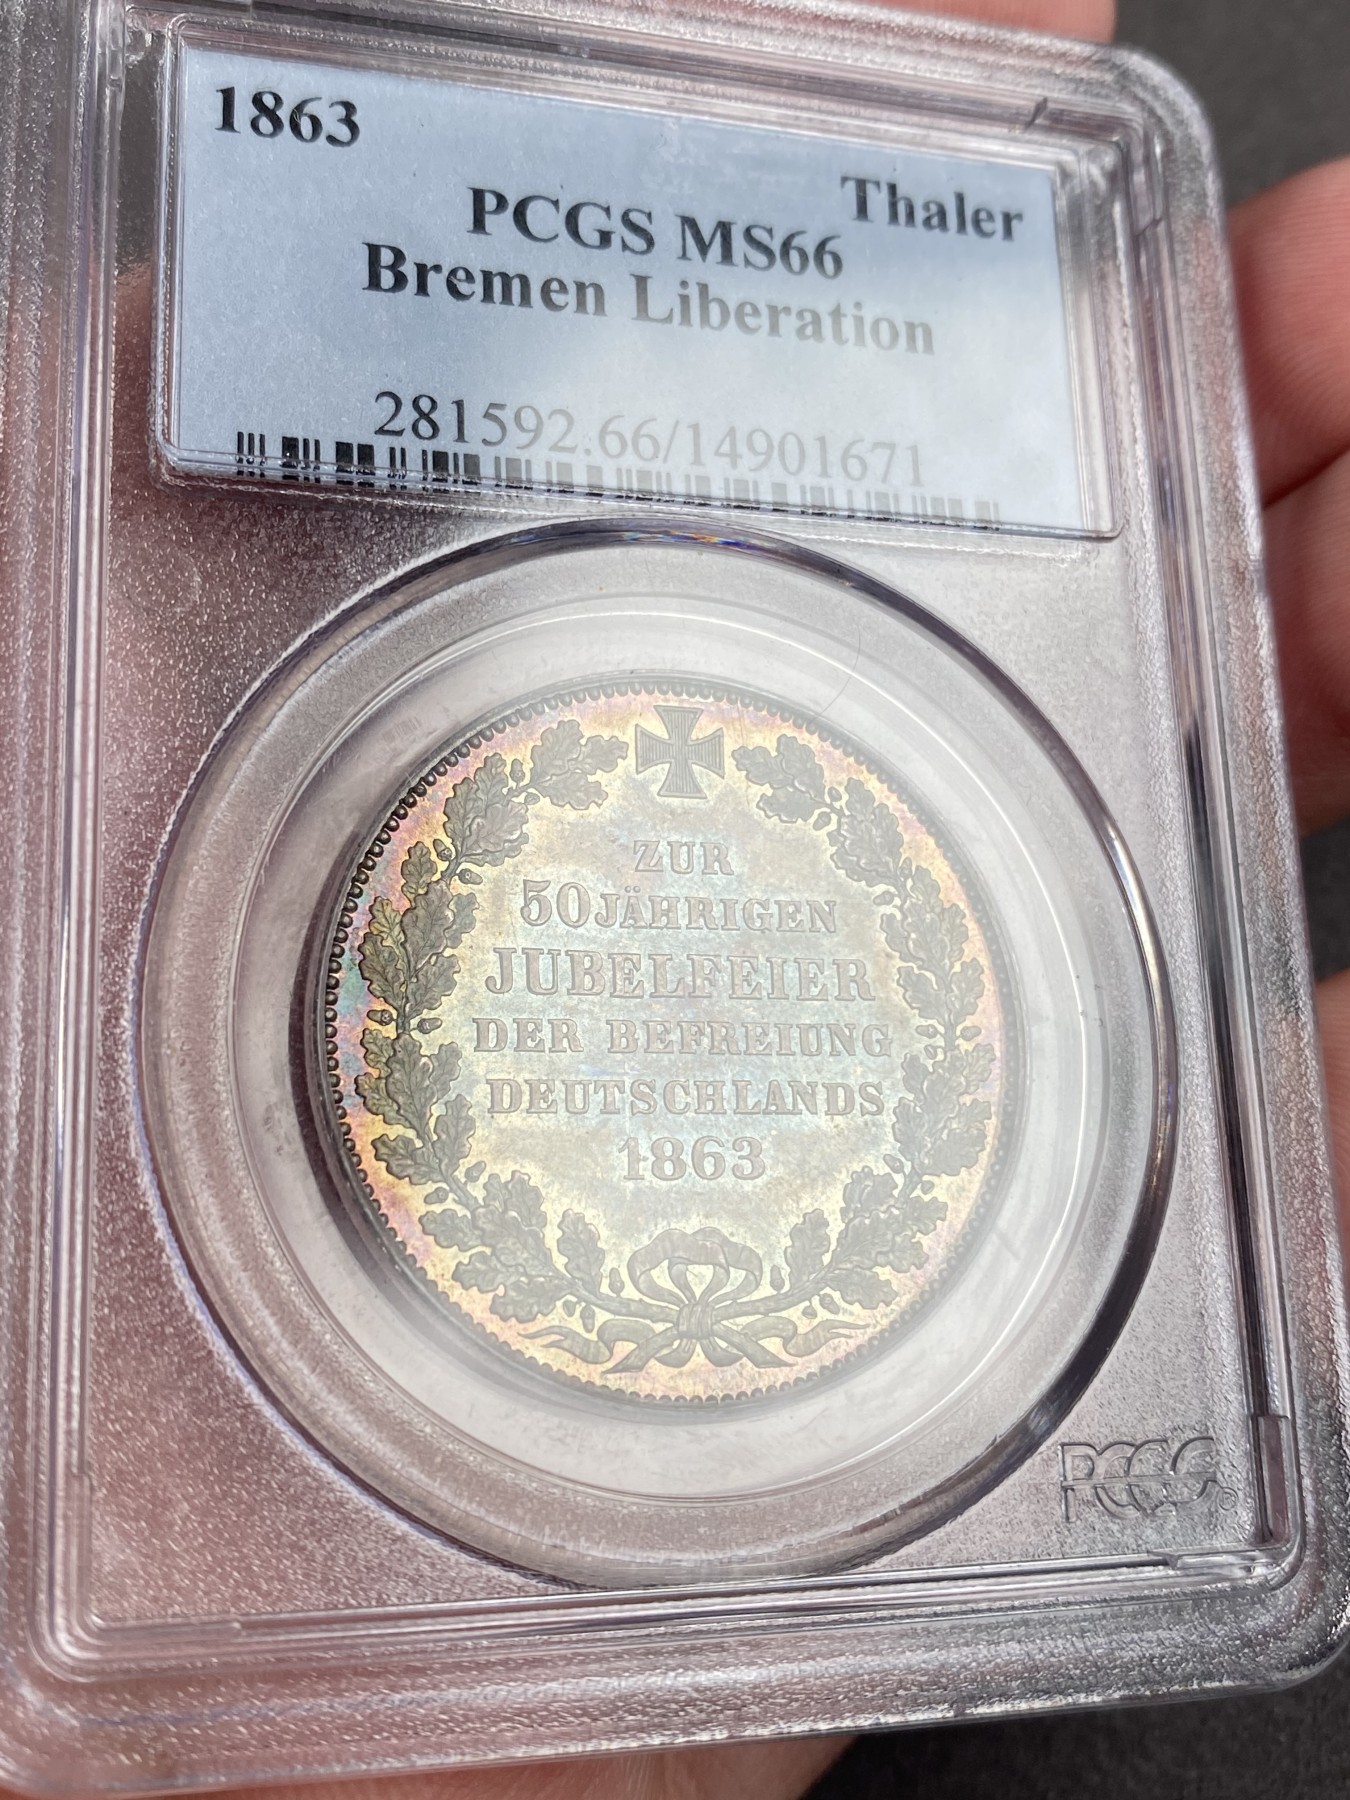 1863
Thaler
PCGS MS66
Bremen Liberation
281592.66/14901671
ZUR
50JÄHRIGEN
JUBELFEIER
DER BEFREIUNG
DEUTSCHLANDS
1863
PCGS